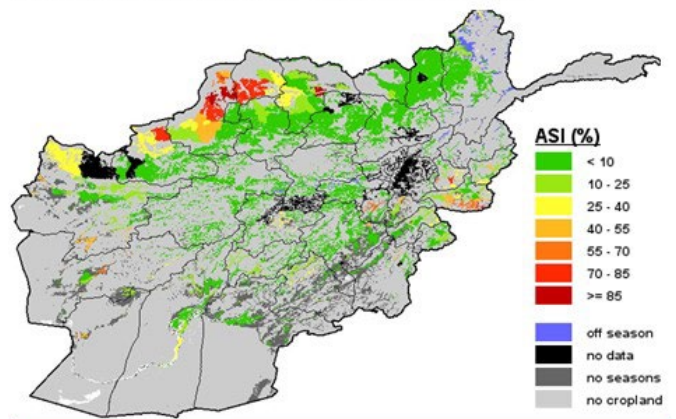 ASI (%)
< 10
10 - 25
25 - 40
40 - 55
55 - 70
70 - 85
>= 85
off season
no data
no seasons
no cropland